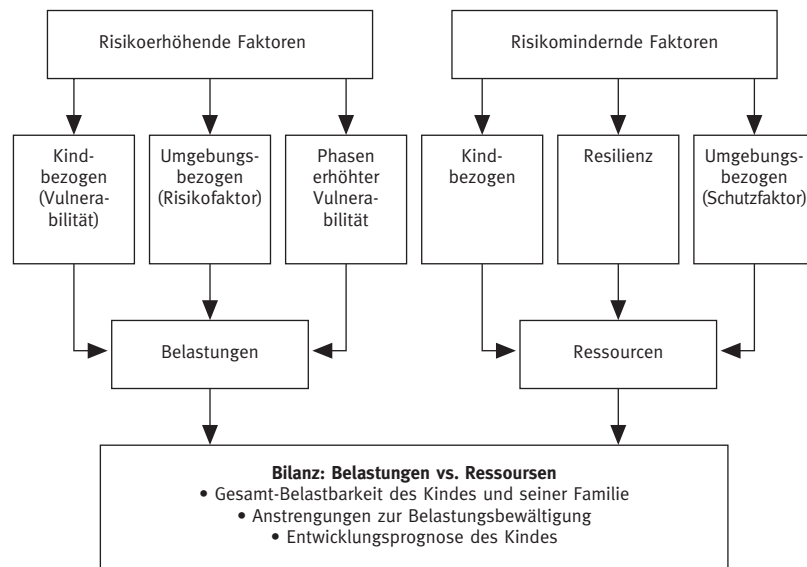 Risikoerhöhende Faktoren
Risikomindernde Faktoren
Kind-
bezogen
(Vulnera-
bilität)
Umgebungs-
bezogen
(Risikofaktor)
Phasen
erhöhter
Vulnera-
bilität
Kind-
bezogen
Resilienz
Umgebungs-
bezogen
(Schutzfaktor)
Belastungen
Ressourcen
Bilanz: Belastungen vs. Ressoursen
• Gesamt-Belastbarkeit des Kindes und seiner Familie
• Anstrengungen zur Belastungsbewältigung
• Entwicklungsprognose des Kindes